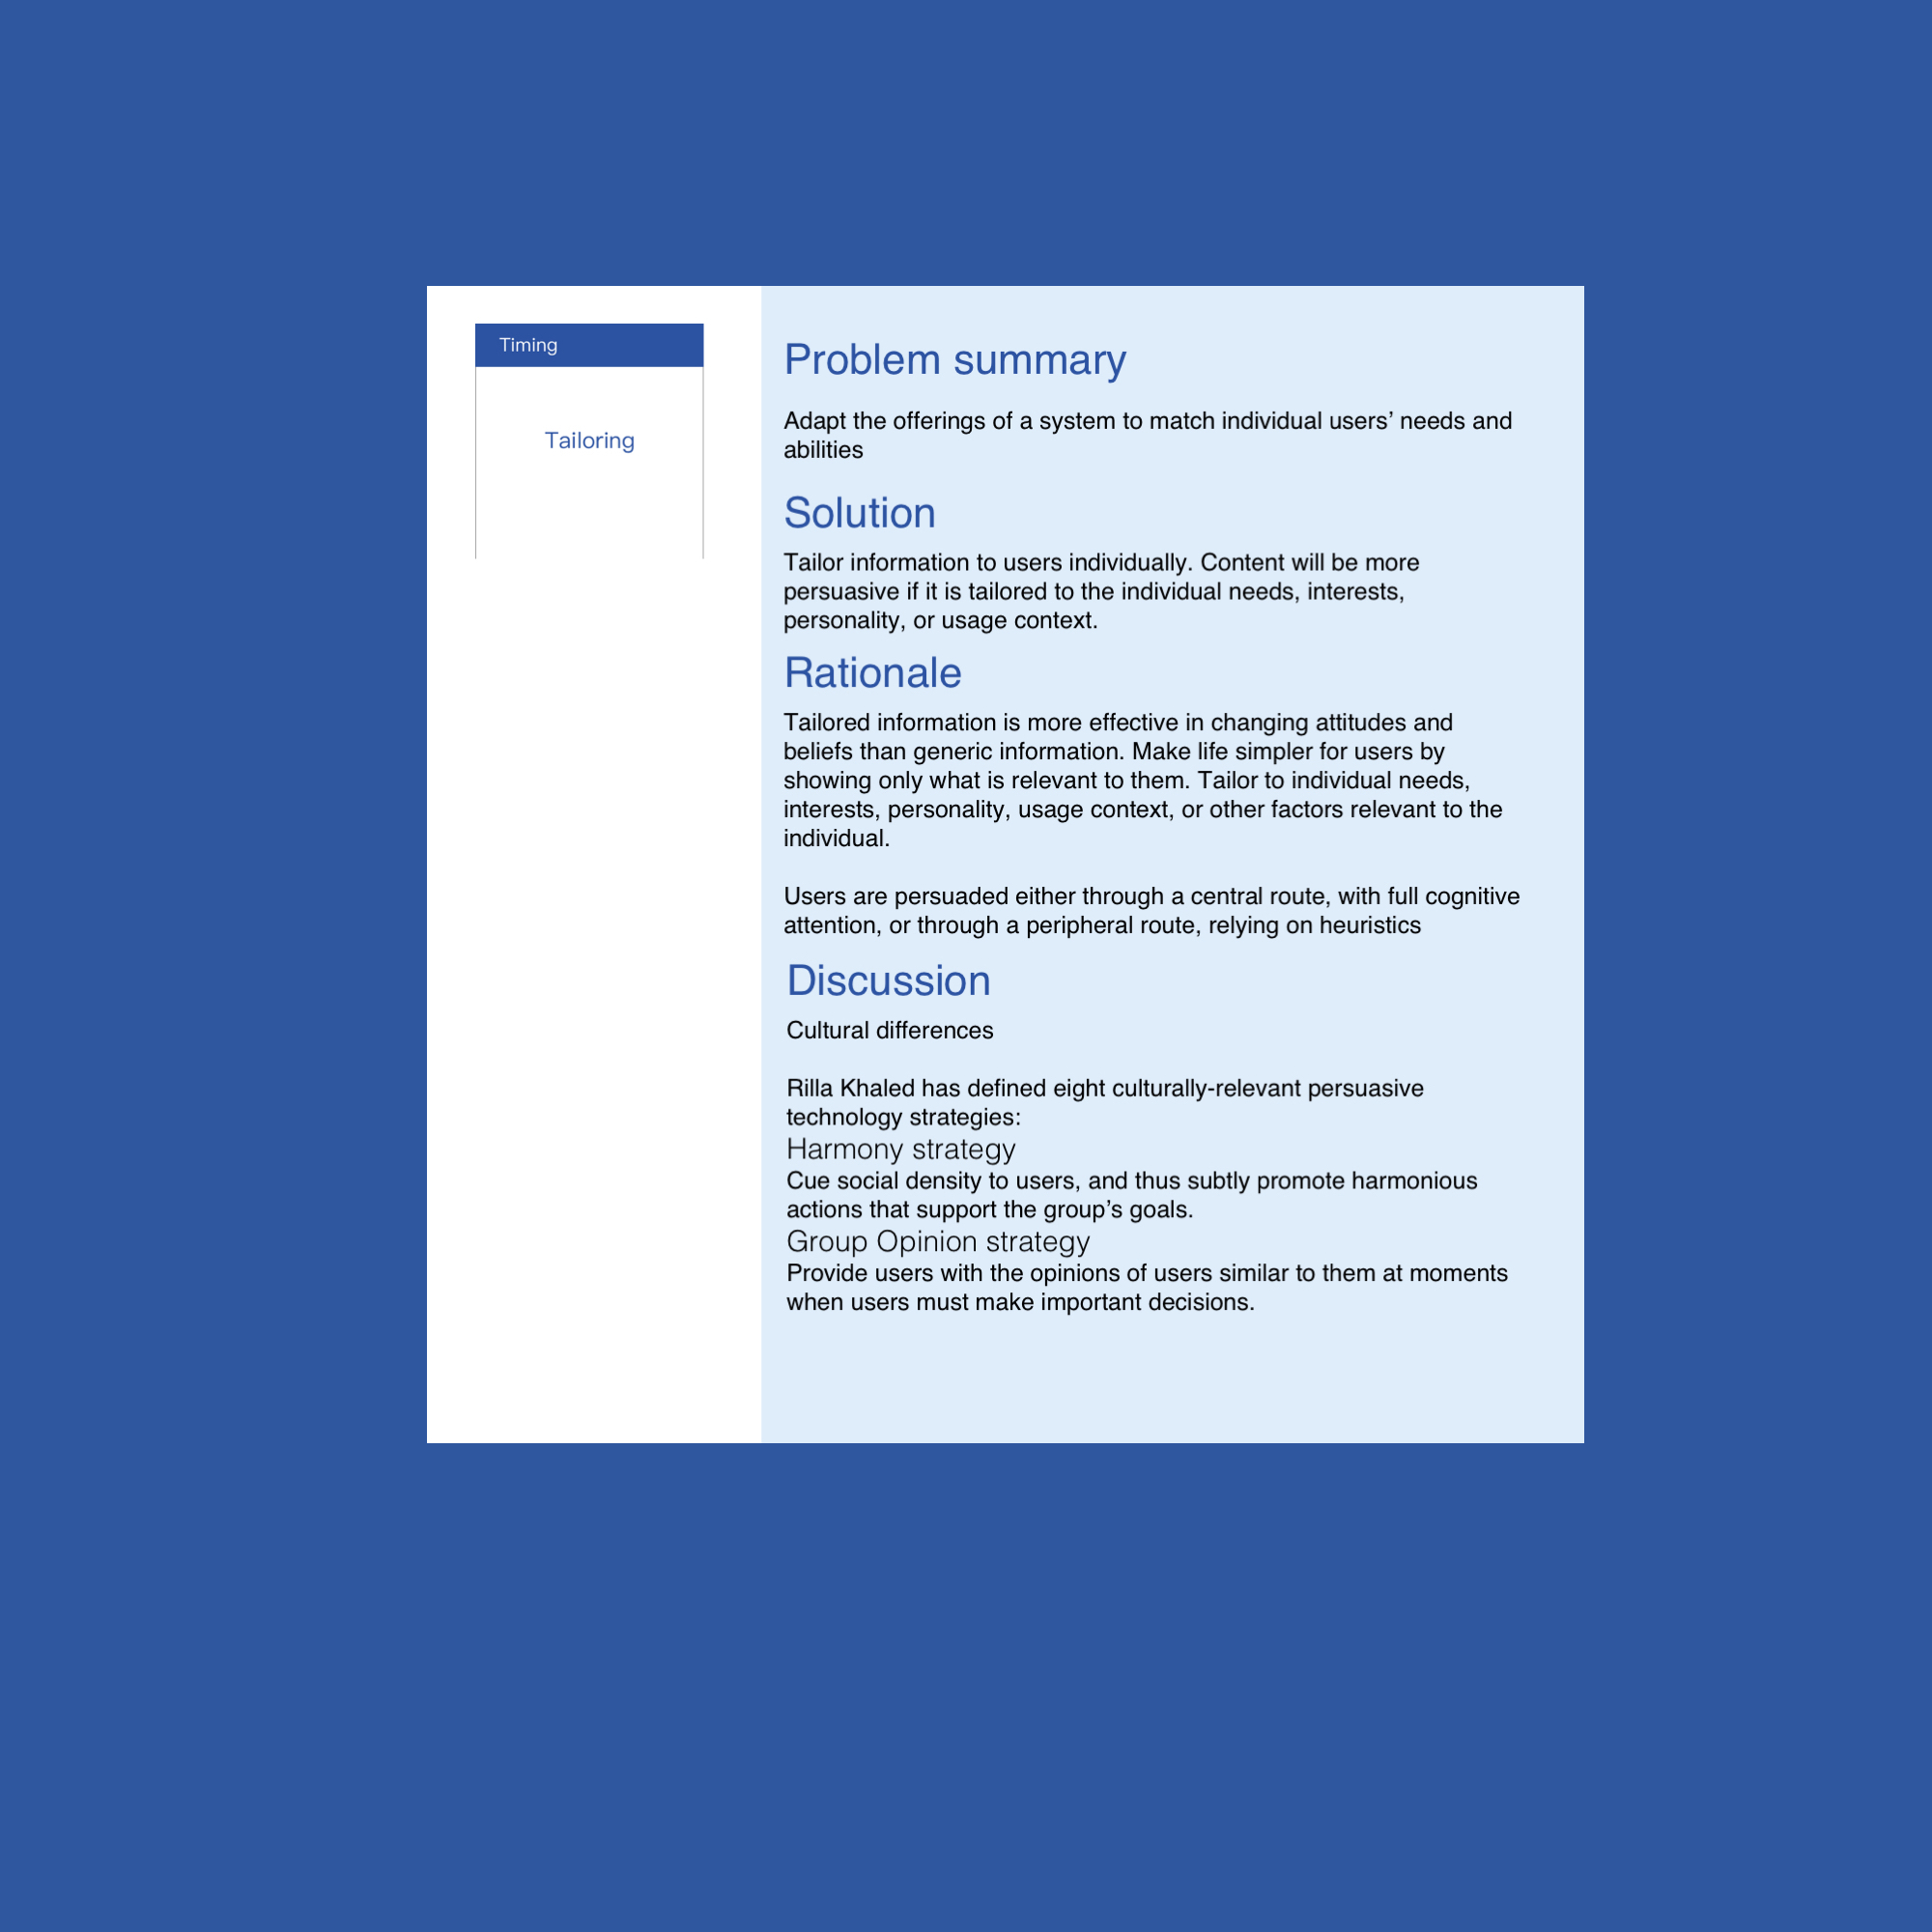 Timing
Tailoring
Problem summary
Adapt the offerings of a system to match individual users’ needs and
abilities
Solution
Tailor information to users individually. Content will be more
persuasive if it is tailored to the individual needs, interests,
personality, or usage context.
Rationale
Tailored information is more effective in changing attitudes and
beliefs than generic information. Make life simpler for users by
showing only what is relevant to them. Tailor to individual needs,
interests, personality, usage context, or other factors relevant to the
individual.
Users are persuaded either through a central route, with full cognitive
attention, or through a peripheral route, relying on heuristics
Discussion
Cultural differences
Rilla Khaled has defined eight culturally-relevant persuasive
technology strategies:
Harmony strategy
Cue social density to users, and thus subtly promote harmonious
actions that support the group’s goals.
Group Opinion strategy
Provide users with the opinions of users similar to them at moments
when users must make important decisions.